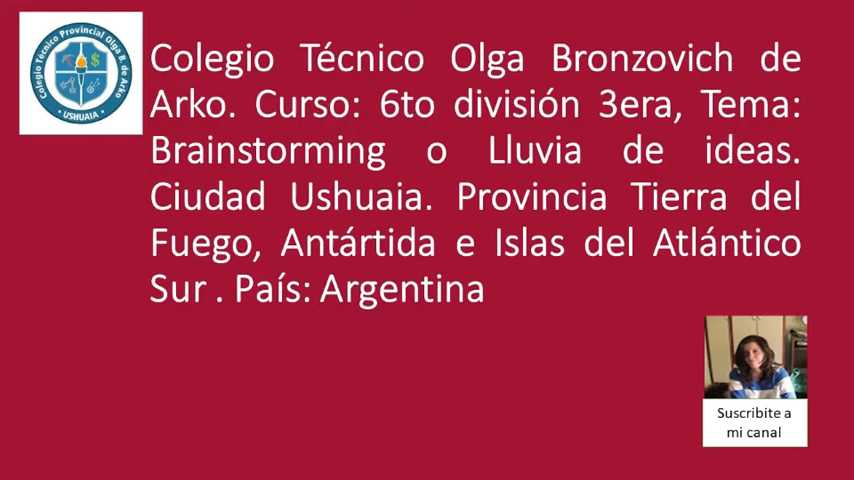 Colegio Técnico Provincial Olga B. de Arko
• USHUAIA •
Colegio Técnico Olga Bronzovich de
Arko. Curso: 6to división 3era, Tema:
Brainstorming o Lluvia de ideas.
Ciudad Ushuaia. Provincia Tierra del
Fuego, Antártida e Islas del Atlántico
Sur . País: Argentina
Suscribite a
mi canal